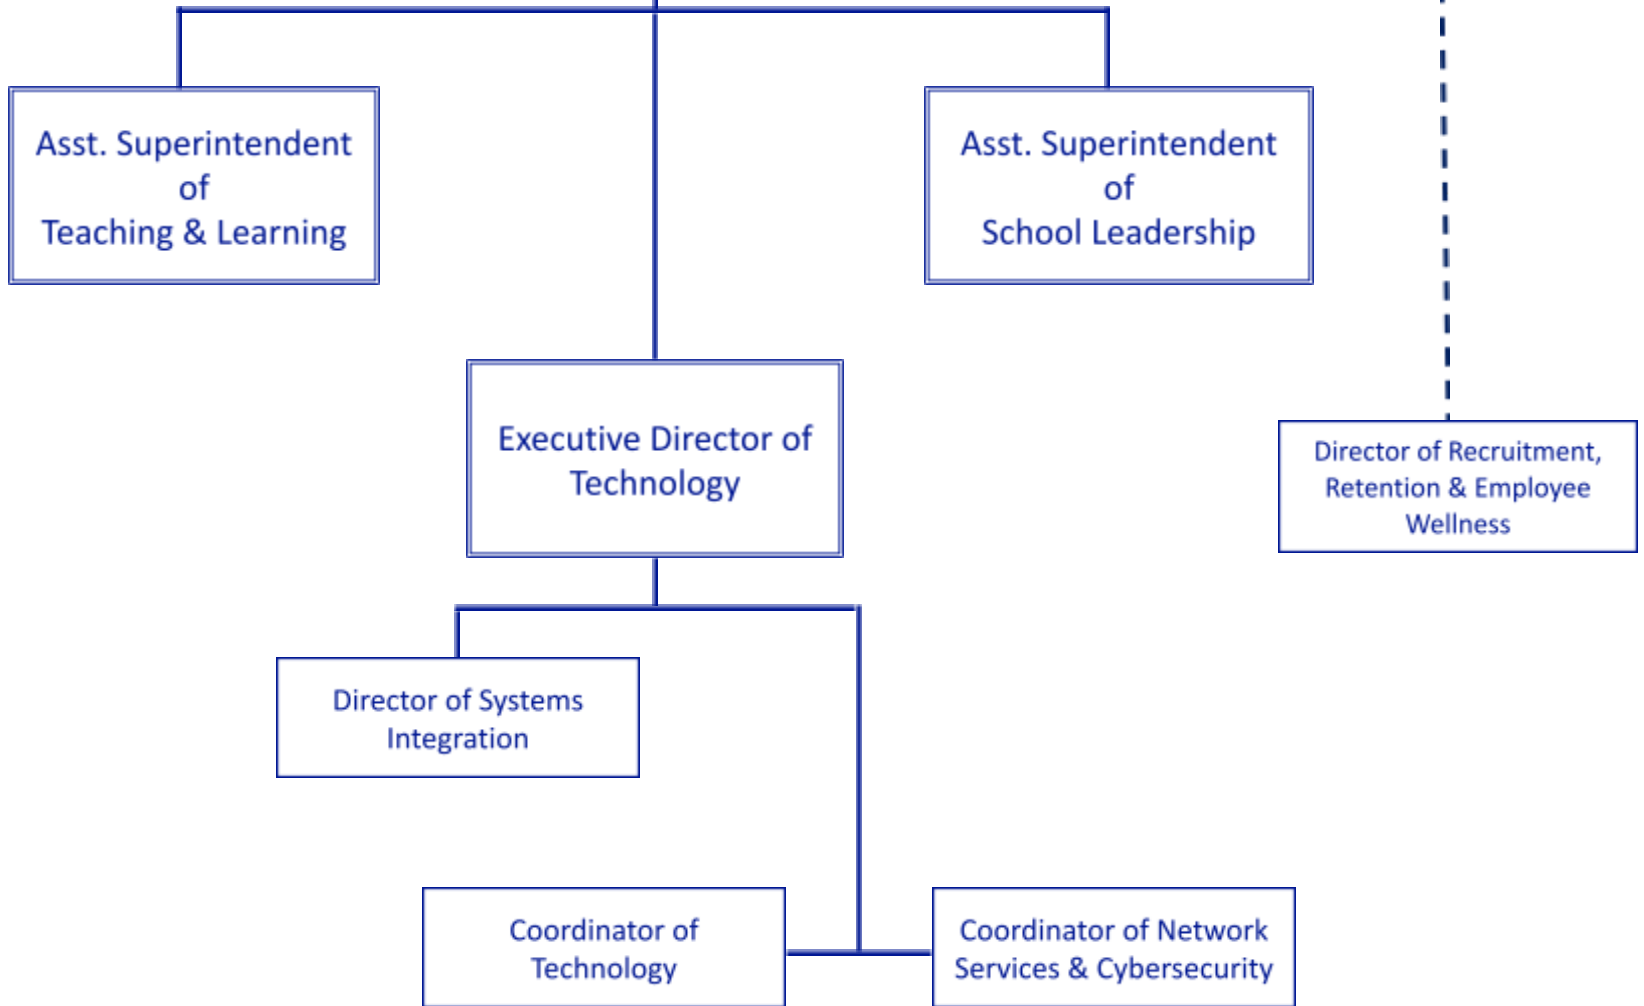 Asst. Superintendent
of
Teaching & Learning
Asst. Superintendent
of
School Leadership
Executive Director of
Technology
Director of Recruitment,
Retention & Employee
Wellness
Director of Systems
Integration
Coordinator of
Technology
Coordinator of Network
Services & Cybersecurity